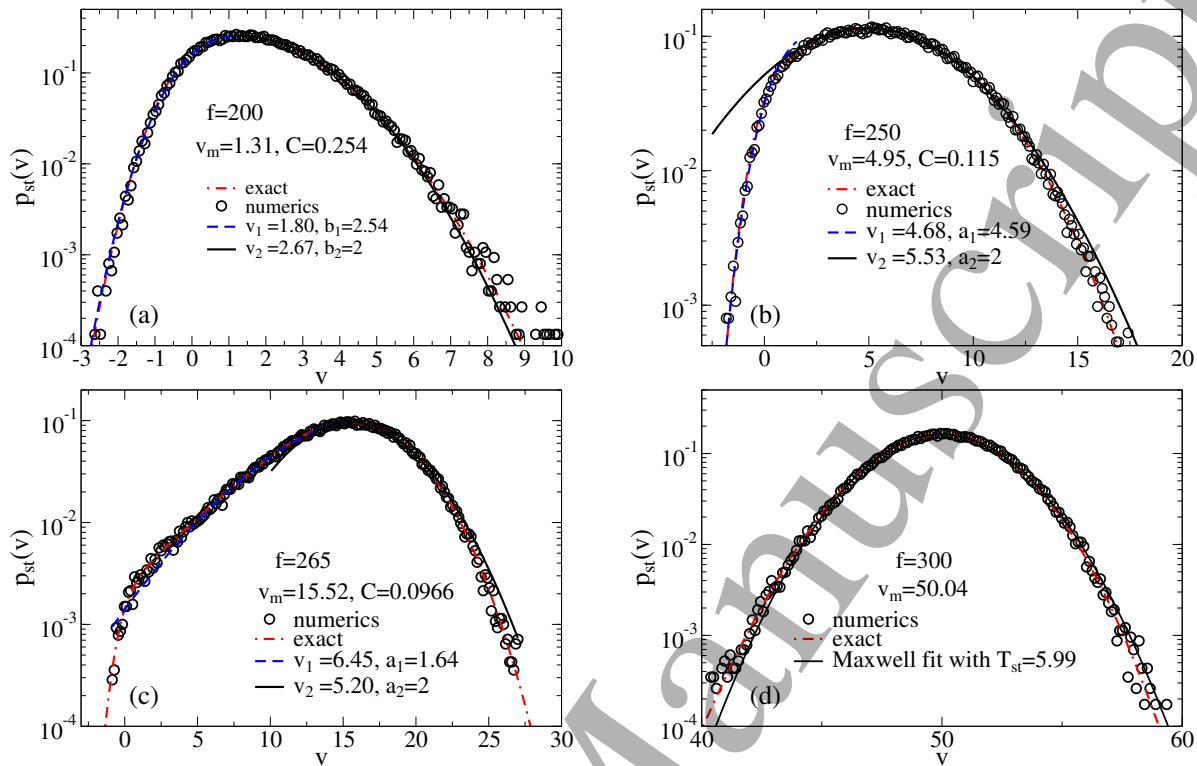 10^-1
10^-2
10^-3
10^-4
p_st(v)
f=200
v_m=1.31, C=0.254
exact
numerics
v_1 =1.80, b_1=2.54
v_2 =2.67, b_2=2
(a)
-3 -2 -1 0 1 2 3 4 5 6 7 8 9 10
v
10^-1
10^-2
10^-3
p_st(v)
f=250
v_m=4.95, C=0.115
exact
numerics
v_1 =4.68, a_1=4.59
v_2 =5.53, a_2=2
(b)
0 5 10 15 20
v
10^-1
10^-2
10^-3
10^-4
p_st(v)
f=265
v_m=15.52, C=0.0966
numerics
exact
v_1 =6.45, a_1=1.64
v_2 =5.20, a_2=2
(c)
0 5 10 15 20 25 30
v
10^-1
10^-2
10^-3
10^-4
p_st(v)
f=300
v_m=50.04
numerics
exact
Maxwell fit with T_st=5.99
(d)
40 50 60
v